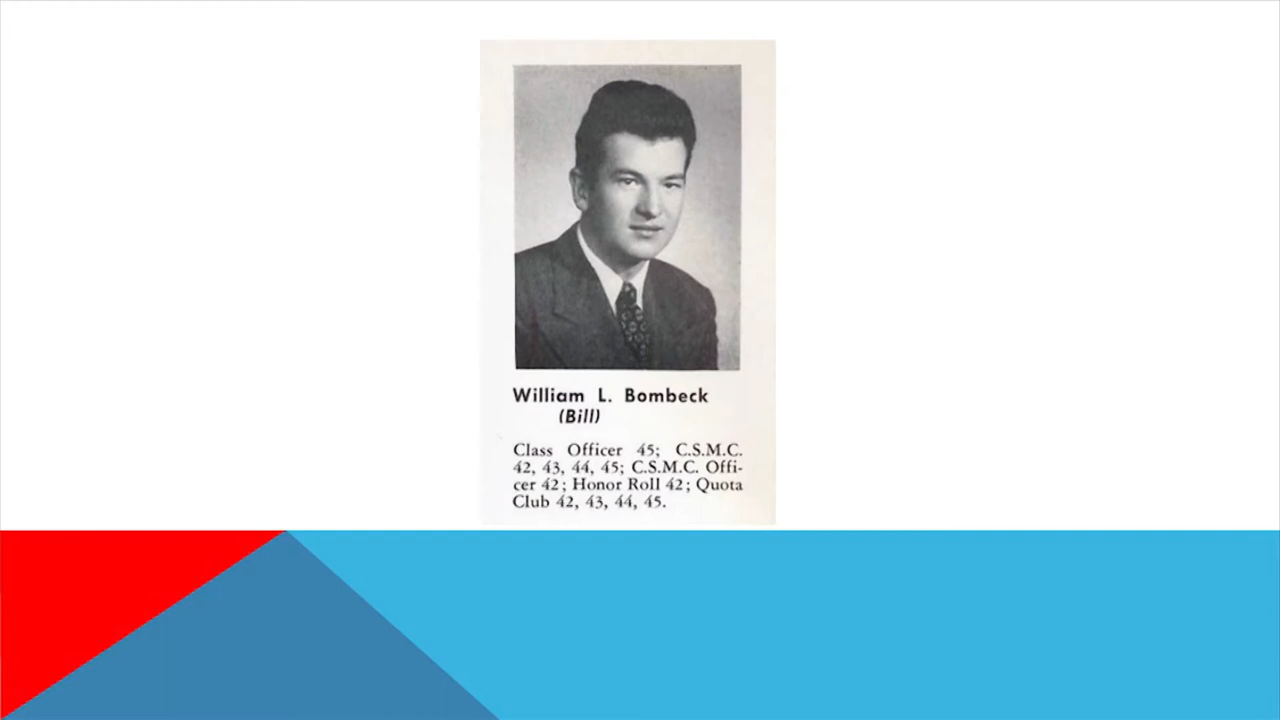 William L. Bombeck
(Bill)
Class Officer 45; C.S.M.C.
42, 43, 44, 45; C.S.M.C. Offi-
cer 42; Honor Roll 42; Quota
Club 42, 43, 44, 45.